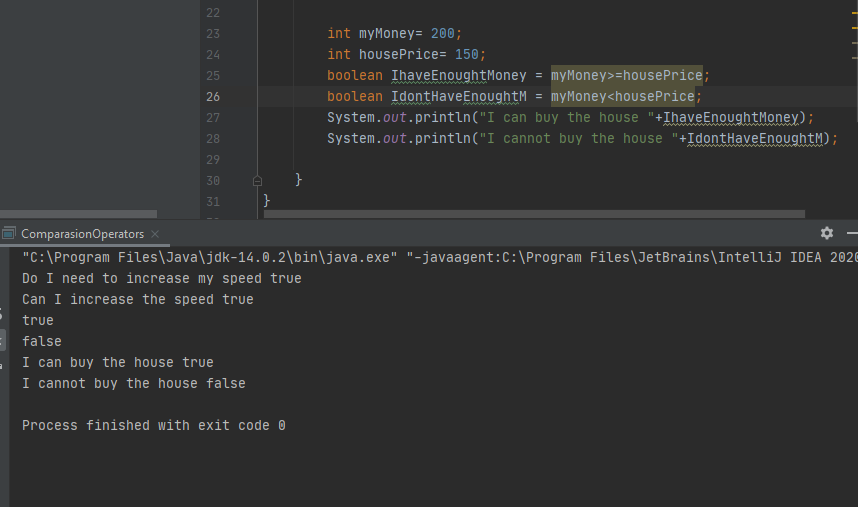 22
23 int myMoney= 200;
24 int housePrice= 150;
25 boolean IhaveEnoughtMoney = myMoney>=housePrice;
26 boolean IdontHaveEnoughtM = myMoney<housePrice;
27 System.out.println("I can buy the house "+IhaveEnoughtMoney);
28 System.out.println("I cannot buy the house "+IdontHaveEnoughtM);
29
30 }
31 }
ComparasionOperators
"C:\Program Files\Java\jdk-14.0.2\bin\java.exe" "-javaagent:C:\Program Files\JetBrains\IntelliJ IDEA 2020
Do I need to increase my speed true
Can I increase the speed true
true
false
I can buy the house true
I cannot buy the house false
Process finished with exit code 0